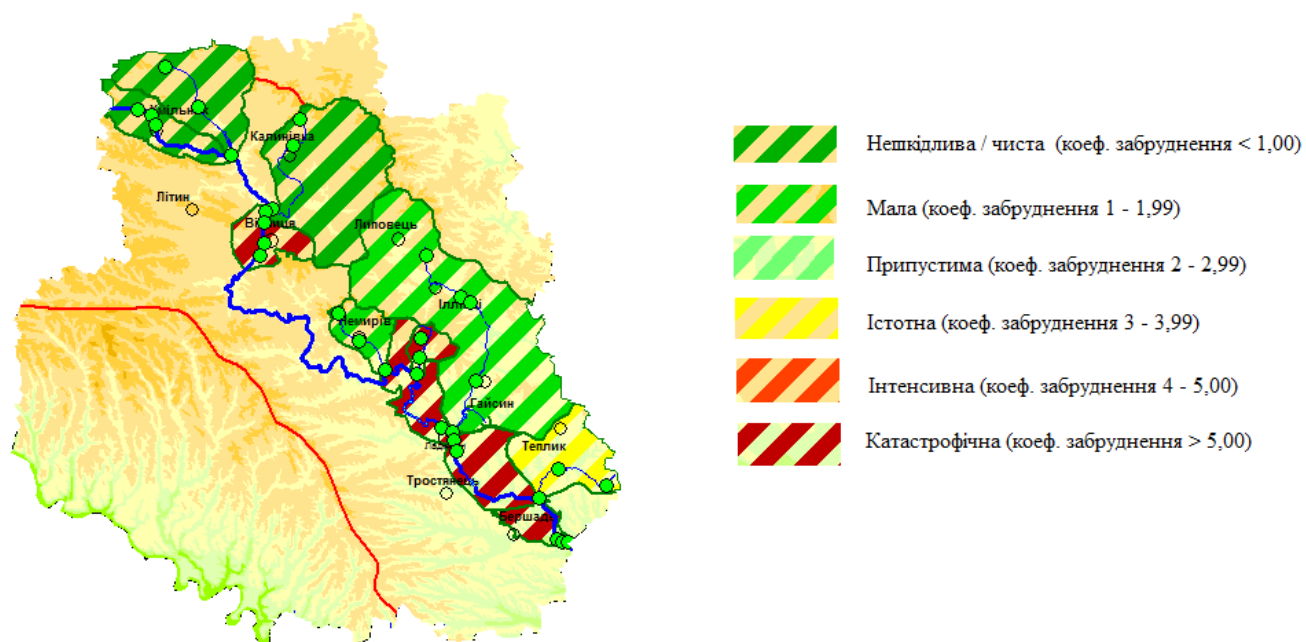 Хмільник
Калинівка
Літин
Вінниця
Липовець
Іллінці
Немирів
Гайсин
Теплик
Тростянець
Бершадь
Нешкідлива / чиста (коеф. забруднення < 1,00)
Мала (коеф. забруднення 1 - 1,99)
Припустима (коеф. забруднення 2 - 2,99)
Істотна (коеф. забруднення 3 - 3,99)
Інтенсивна (коеф. забруднення 4 - 5,00)
Катастрофічна (коеф. забруднення > 5,00)